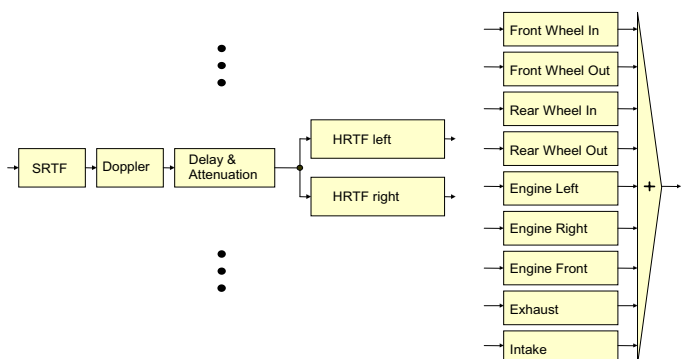 SRTF
Doppler
Delay &
Attenuation
HRTF left
HRTF right
Front Wheel In
Front Wheel Out
Rear Wheel In
Rear Wheel Out
Engine Left
Engine Right
Engine Front
Exhaust
Intake
+